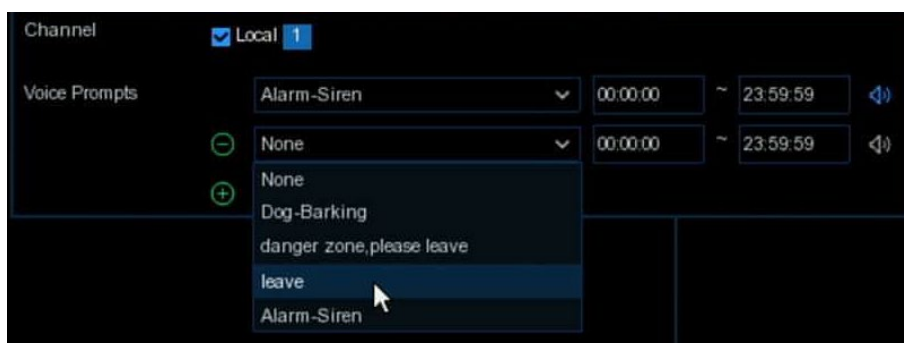 Channel Local 1
Voice Prompts Alarm-Siren 00:00:00 ~ 23:59:59
None 00:00:00 ~ 23:59:59
None
Dog-Barking
danger zone,please leave
leave
Alarm-Siren